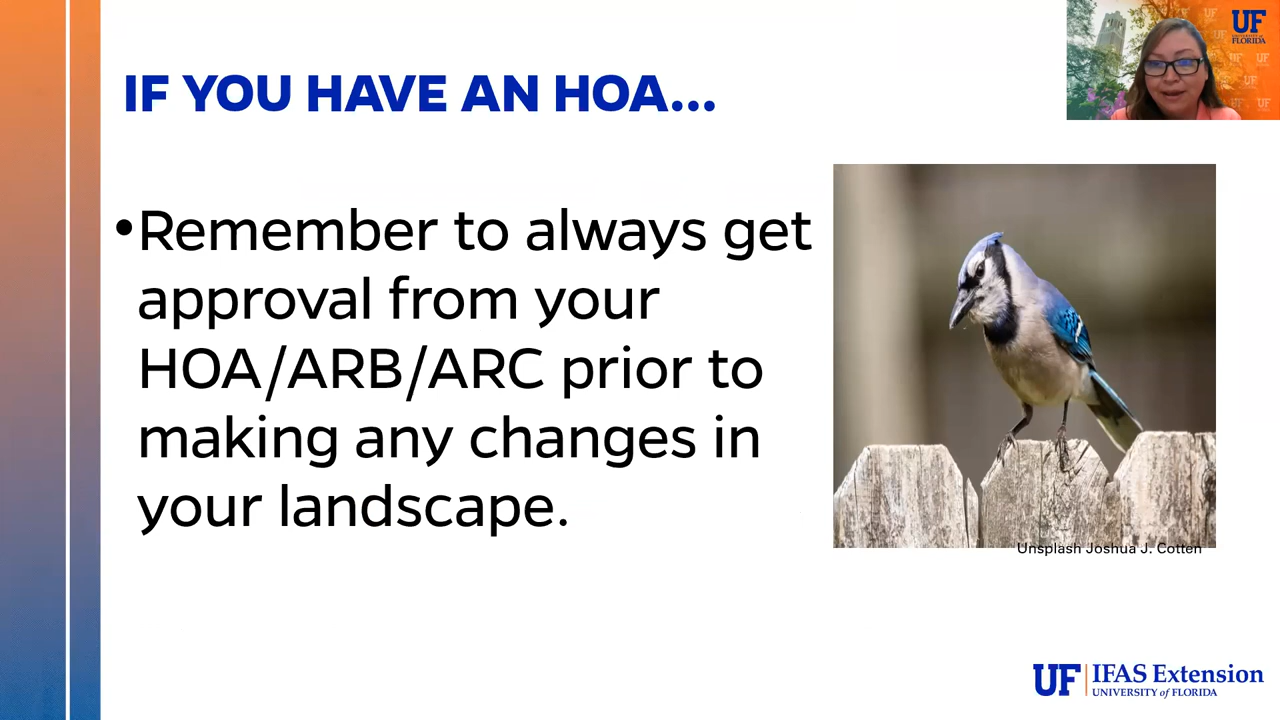 IF YOU HAVE AN HOA...
UF
UNIVERSITY of
FLORIDA
•Remember to always get
approval from your
HOA/ARB/ARC prior to
making any changes in
your landscape.
Unsplash Joshua J. Cotten
UF IFAS Extension
UNIVERSITY of FLORIDA